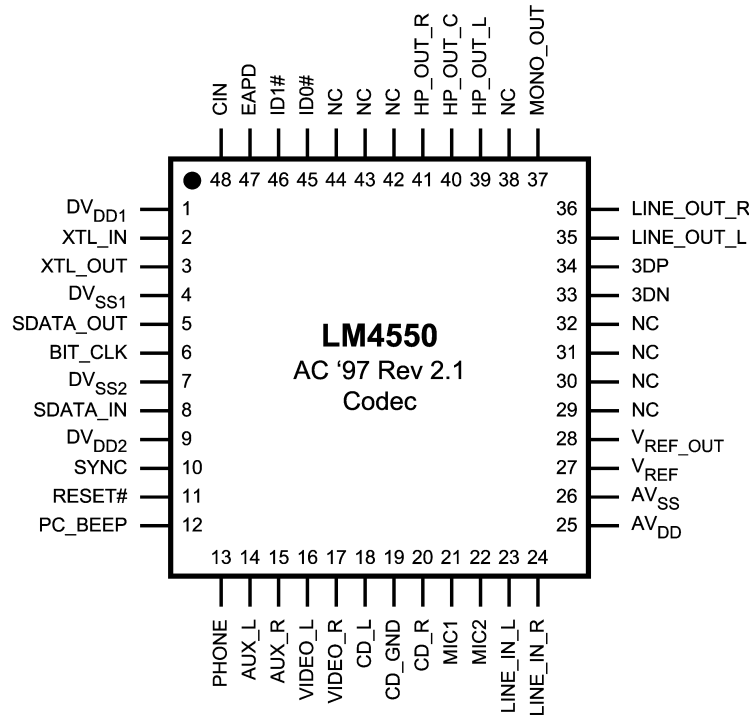 CIN
EAPD
ID1#
ID0#
NC
NC
NC
HP_OUT_R
HP_OUT_C
HP_OUT_L
NC
MONO_OUT
48 47 46 45 44 43 42 41 40 39 38 37
DVDD1 1
XTL_IN 2
XTL_OUT 3
DVSS1 4
SDATA_OUT 5
BIT_CLK 6
DVSS2 7
SDATA_IN 8
DVDD2 9
SYNC 10
RESET# 11
PC_BEEP 12
LM4550
AC ‘97 Rev 2.1
Codec
36 LINE_OUT_R
35 LINE_OUT_L
34 3DP
33 3DN
32 NC
31 NC
30 NC
29 NC
28 VREF_OUT
27 VREF
26 AVSS
25 AVDD
13 14 15 16 17 18 19 20 21 22 23 24
PHONE
AUX_L
AUX_R
VIDEO_L
VIDEO_R
CD_L
CD_GND
CD_R
MIC1
MIC2
LINE_IN_L
LINE_IN_R